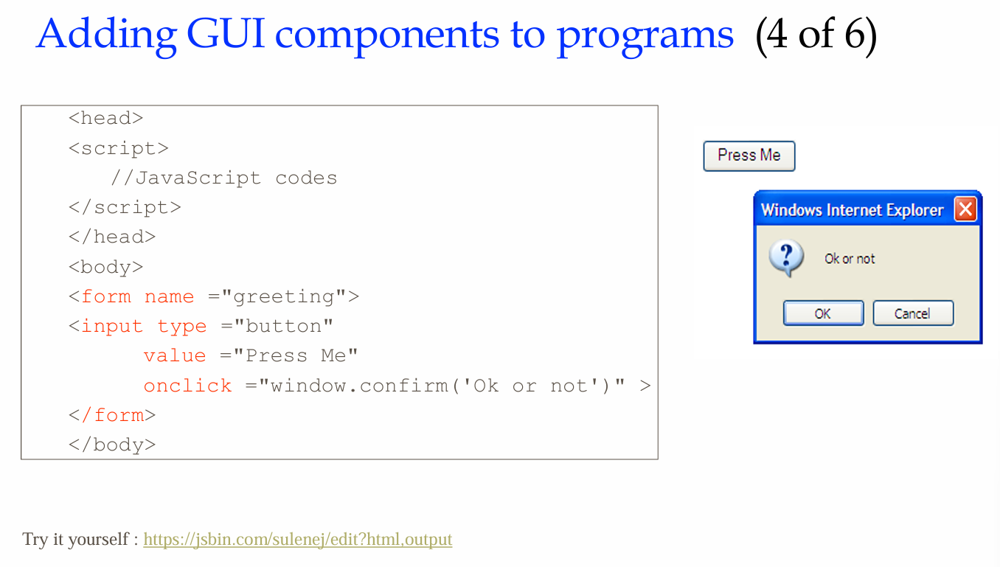 Adding GUI components to programs (4 of 6)
<head>
<script>
//JavaScript codes
</script>
</head>
<body>
<form name ="greeting">
<input type ="button"
value ="Press Me"
onclick ="window.confirm('Ok or not')" >
</form>
</body>
Press Me
Windows Internet Explorer
?
Ok or not
OK Cancel
Try it yourself : https://jsbin.com/sulenej/edit?html,output